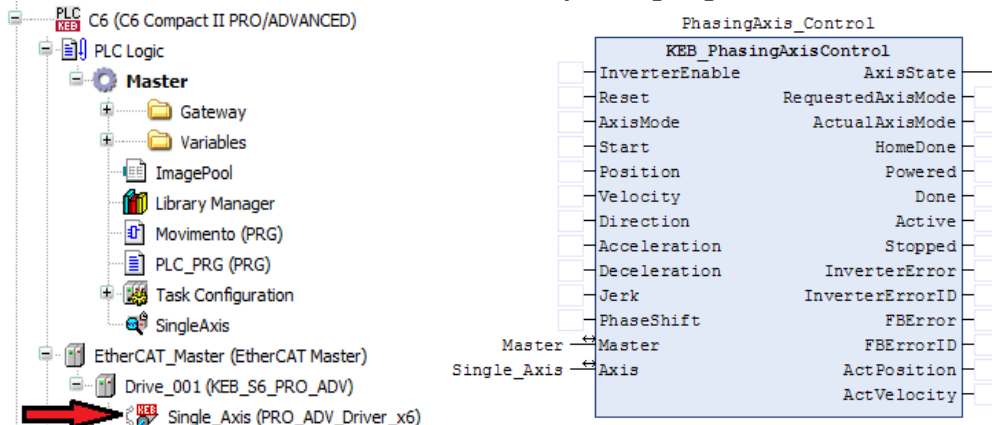 PLC KEB C6 (C6 Compact II PRO/ADVANCED)
PLC Logic
Master
Gateway
Variables
ImagePool
Library Manager
Movimento (PRG)
PLC_PRG (PRG)
Task Configuration
SingleAxis
EtherCAT_Master (EtherCAT Master)
Drive_001 (KEB_S6_PRO_ADV)
KEB Single_Axis (PRO_ADV_Driver_x6)
PhasingAxis_Control
KEB_PhasingAxisControl
InverterEnable AxisState
Reset RequestedAxisMode
AxisMode ActualAxisMode
Start HomeDone
Position Powered
Velocity Done
Direction Active
Acceleration Stopped
Deceleration InverterError
Jerk InverterErrorID
PhaseShift FBError
Master Master FBErrorID
Single_Axis Axis ActPosition
ActVelocity